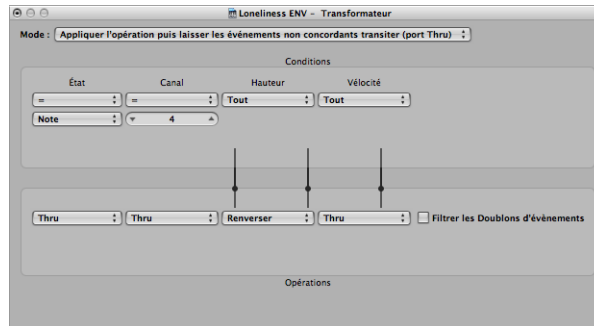 Loneliness ENV – Transformateur
Mode : Appliquer l'opération puis laisser les événements non concordants transiter (port Thru)
Conditions
État Canal Hauteur Vélocité
= = Tout Tout
Note 4
Thru Thru Renverser Thru Filtrer les Doublons d'évènements
Opérations